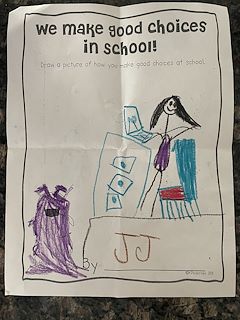 We make good choices
in school!
Draw a picture of how you make good choices at school.
By JJ